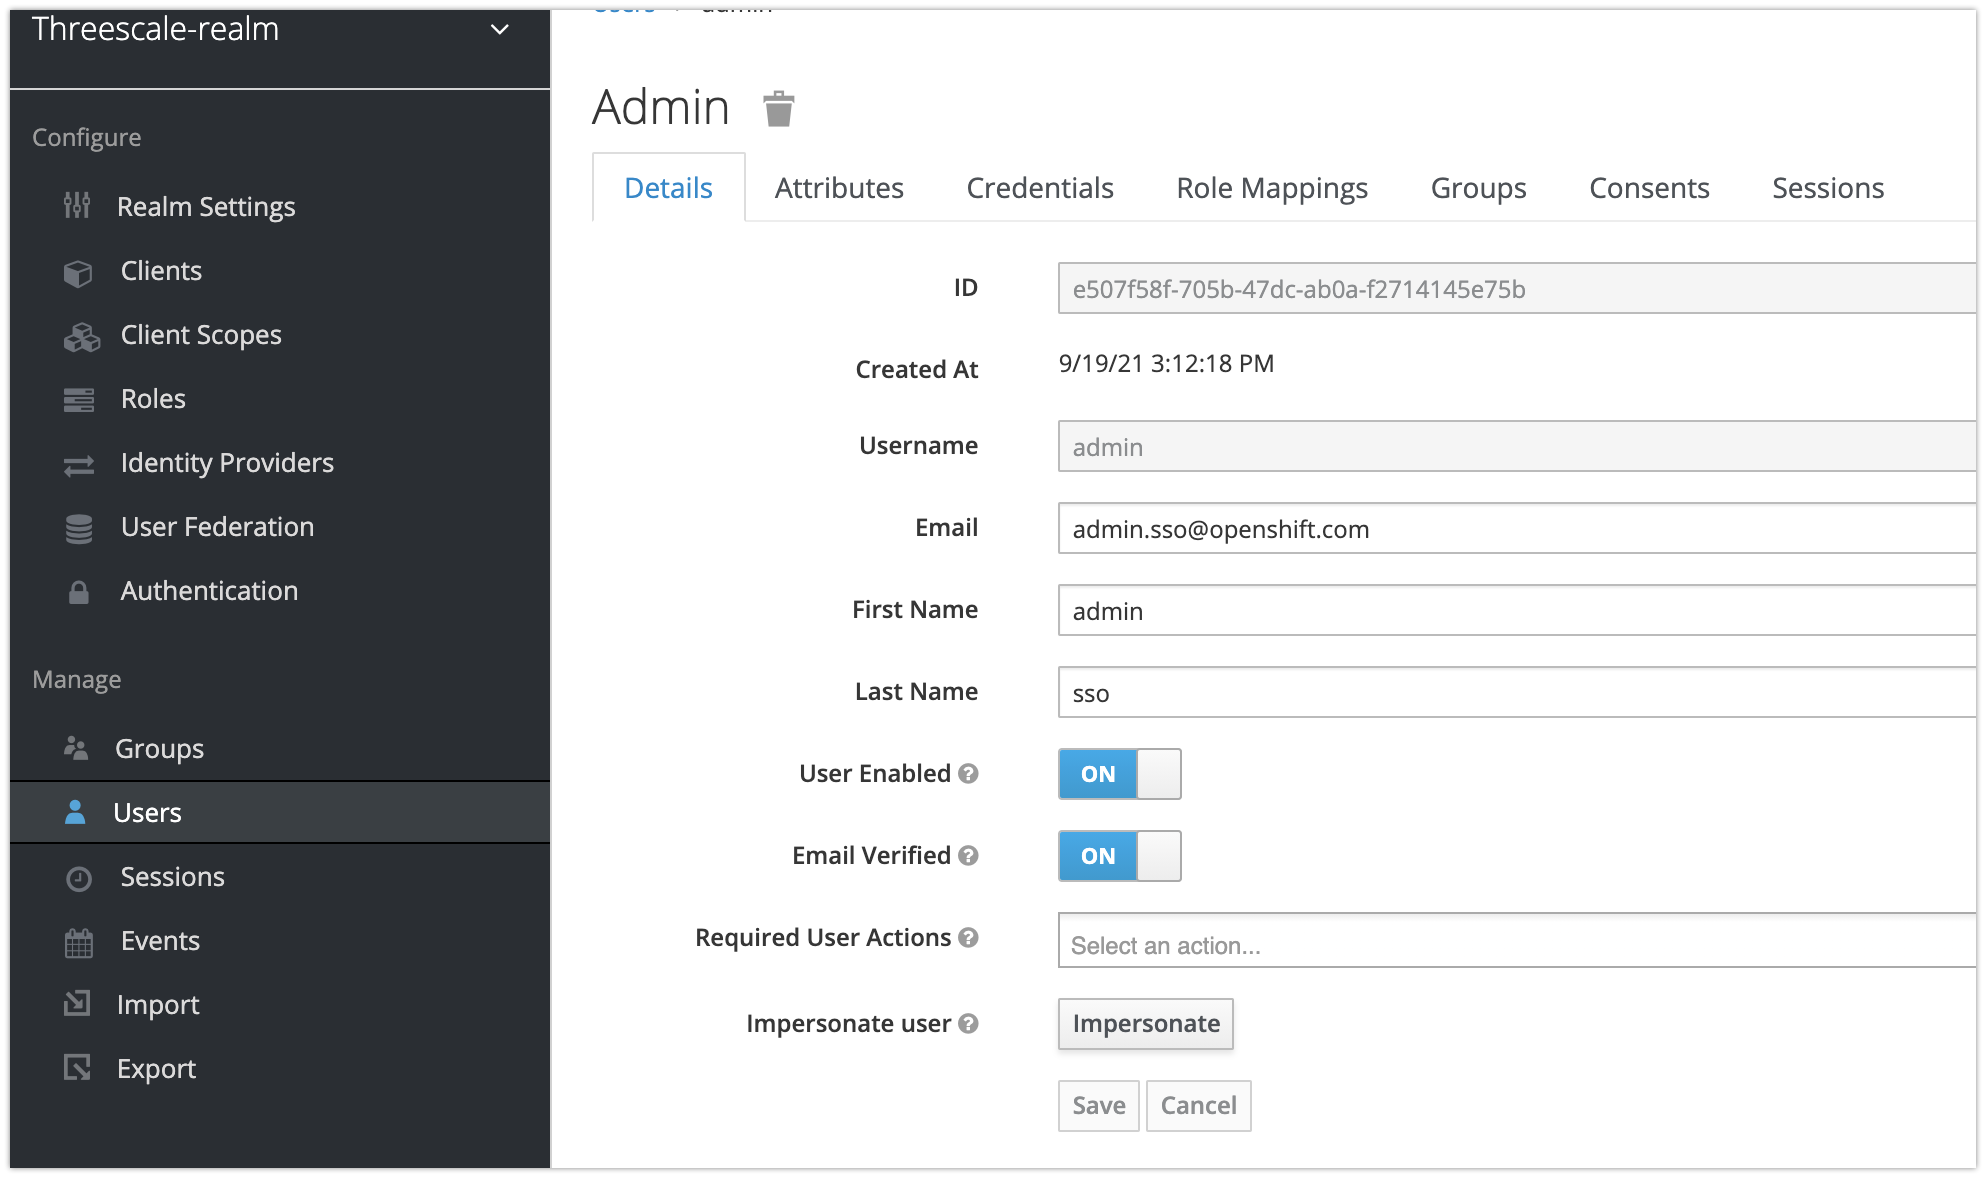 Threescale-realm
Configure
Realm Settings
Clients
Client Scopes
Roles
Identity Providers
User Federation
Authentication
Manage
Groups
Users
Sessions
Events
Import
Export
Admin
Details Attributes Credentials Role Mappings Groups Consents Sessions
ID e507f58f-705b-47dc-ab0a-f2714145e75b
Created At 9/19/21 3:12:18 PM
Username admin
Email admin.sso@openshift.com
First Name admin
Last Name sso
User Enabled ? ON
Email Verified ? ON
Required User Actions ? Select an action...
Impersonate user ? Impersonate
Save Cancel